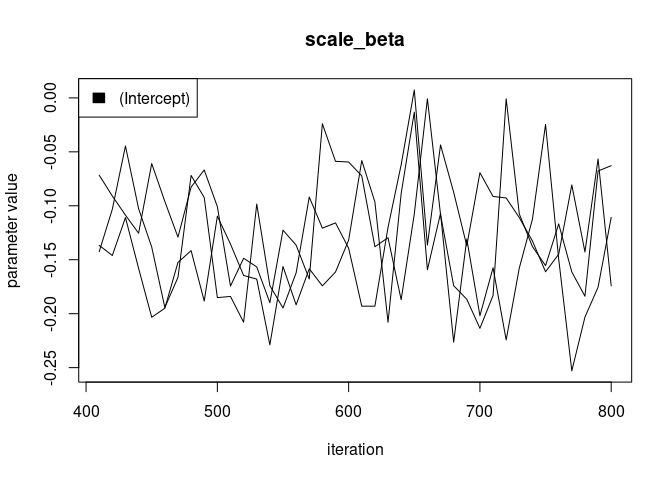 scale_beta
(Intercept)
parameter value
0.00
-0.05
-0.10
-0.15
-0.20
-0.25
400 500 600 700 800
iteration